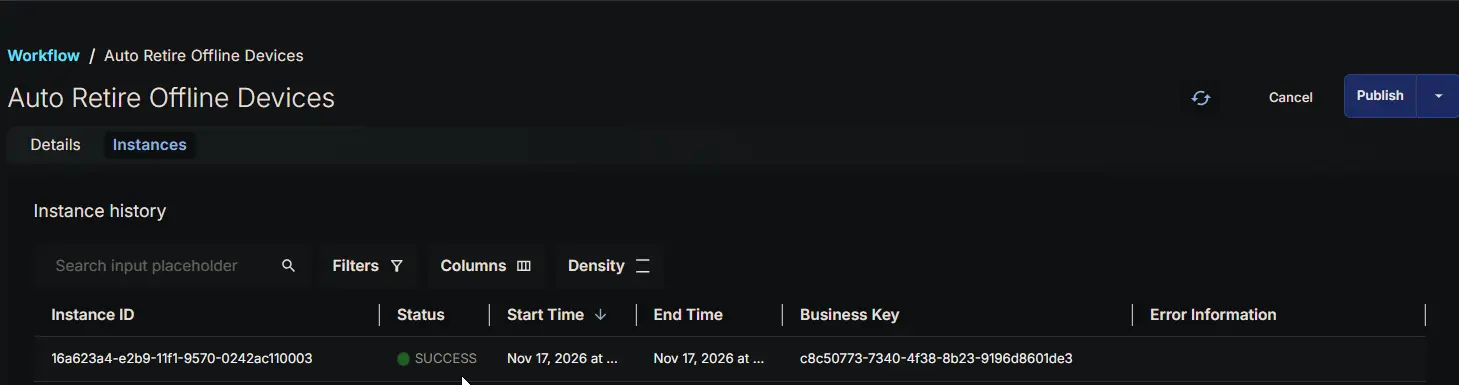 Workflow / Auto Retire Offline Devices
Auto Retire Offline Devices
Cancel
Publish
Details
Instances
Instance history
Search input placeholder
Filters
Columns
Density
Instance ID
Status
Start Time
End Time
Business Key
Error Information
16a623a4-e2b9-11f1-9570-0242ac110003
SUCCESS
Nov 17, 2026 at ...
Nov 17, 2026 at ...
c8c50773-7340-4f38-8b23-9196d8601de3